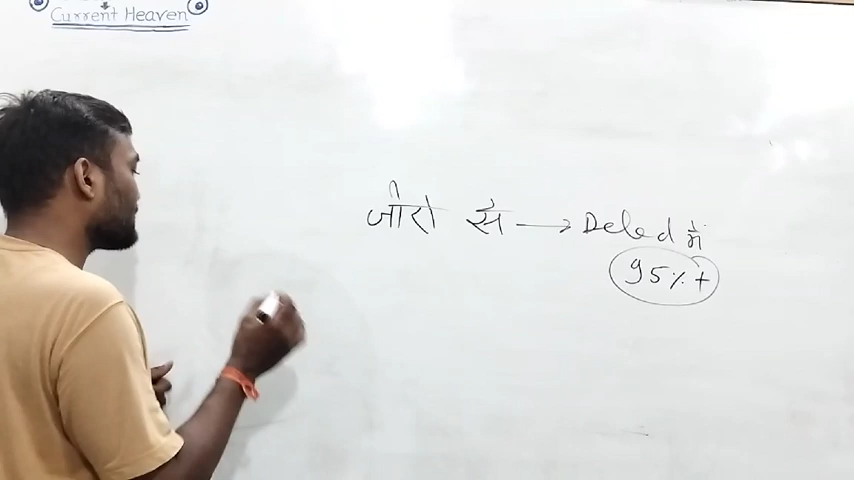 Current Heaven
जीरो से → Deled में
95%+